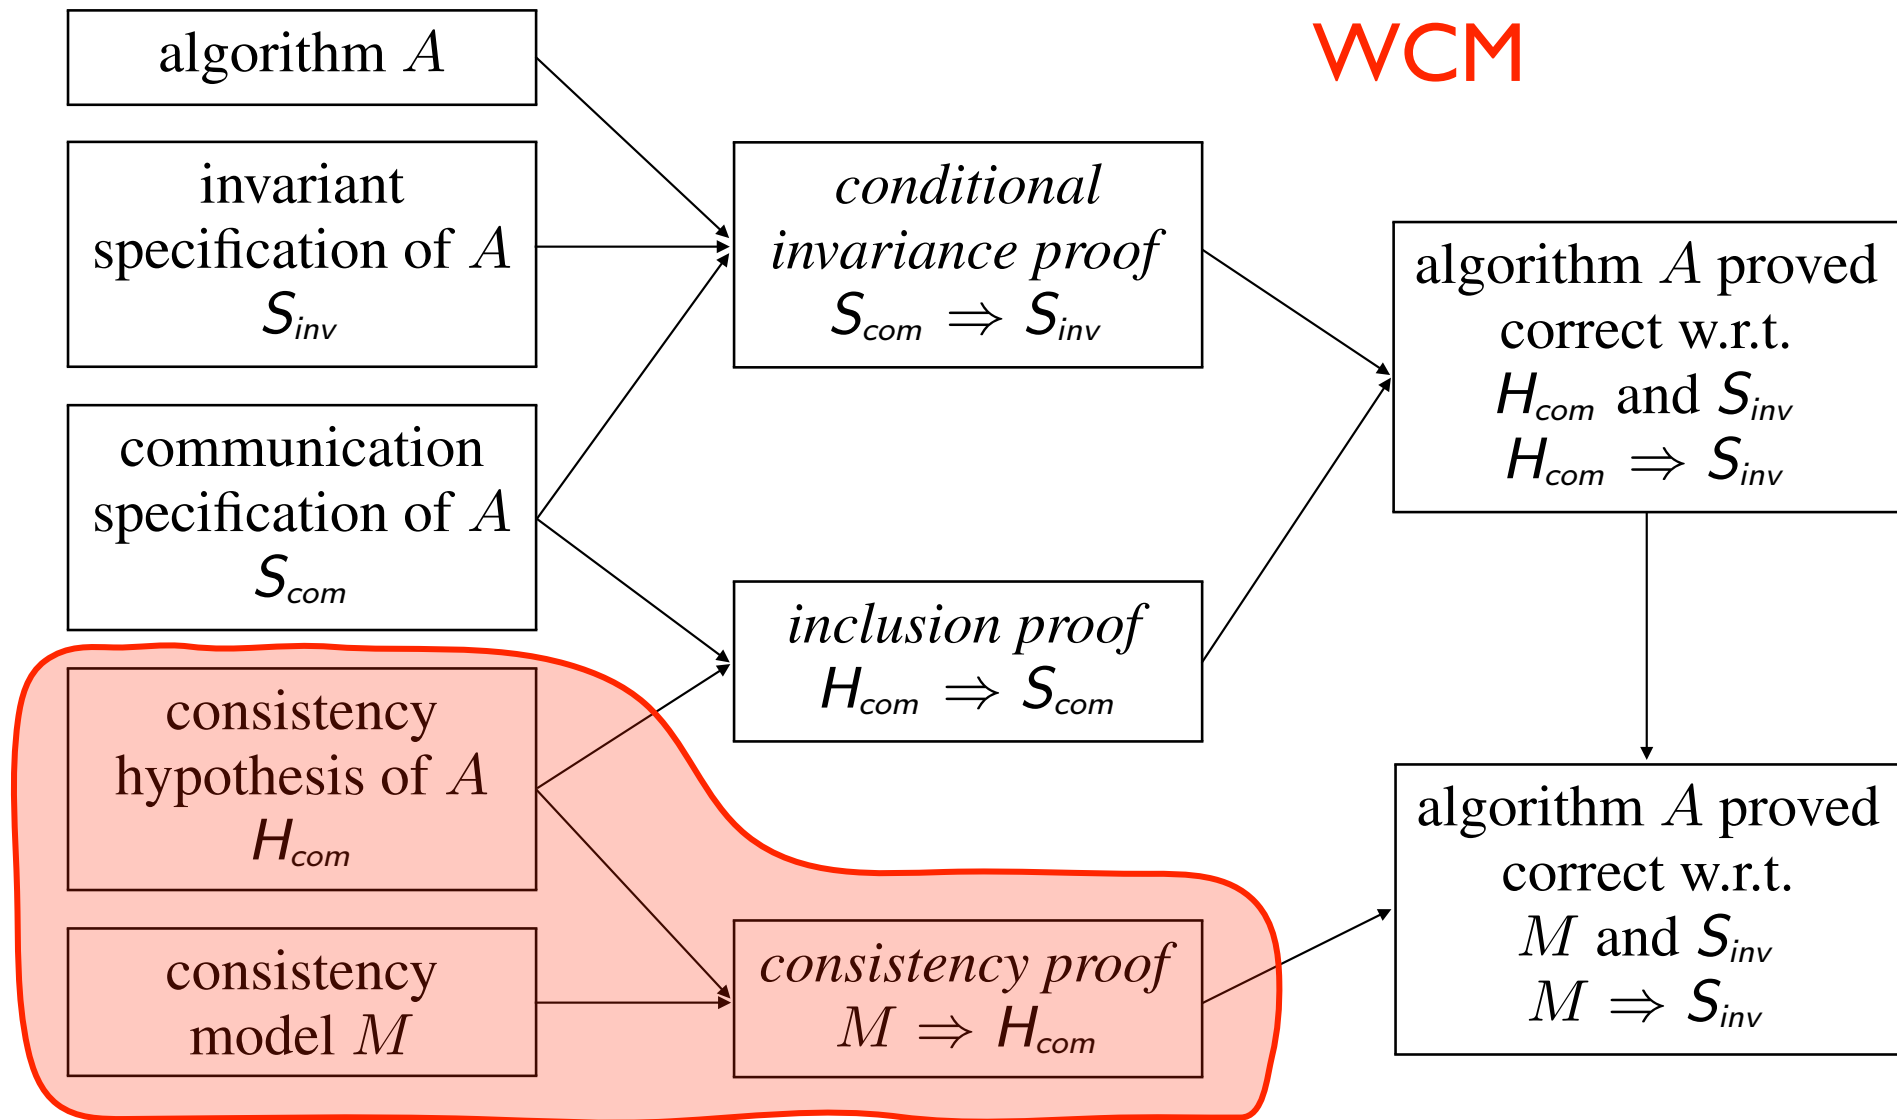 WCM
algorithm A
invariant
specification of A
S_inv
communication
specification of A
S_com
consistency
hypothesis of A
H_com
consistency
model M
conditional
invariance proof
S_com ⇒ S_inv
inclusion proof
H_com ⇒ S_com
consistency proof
M ⇒ H_com
algorithm A proved
correct w.r.t.
H_com and S_inv
H_com ⇒ S_inv
algorithm A proved
correct w.r.t.
M and S_inv
M ⇒ S_inv